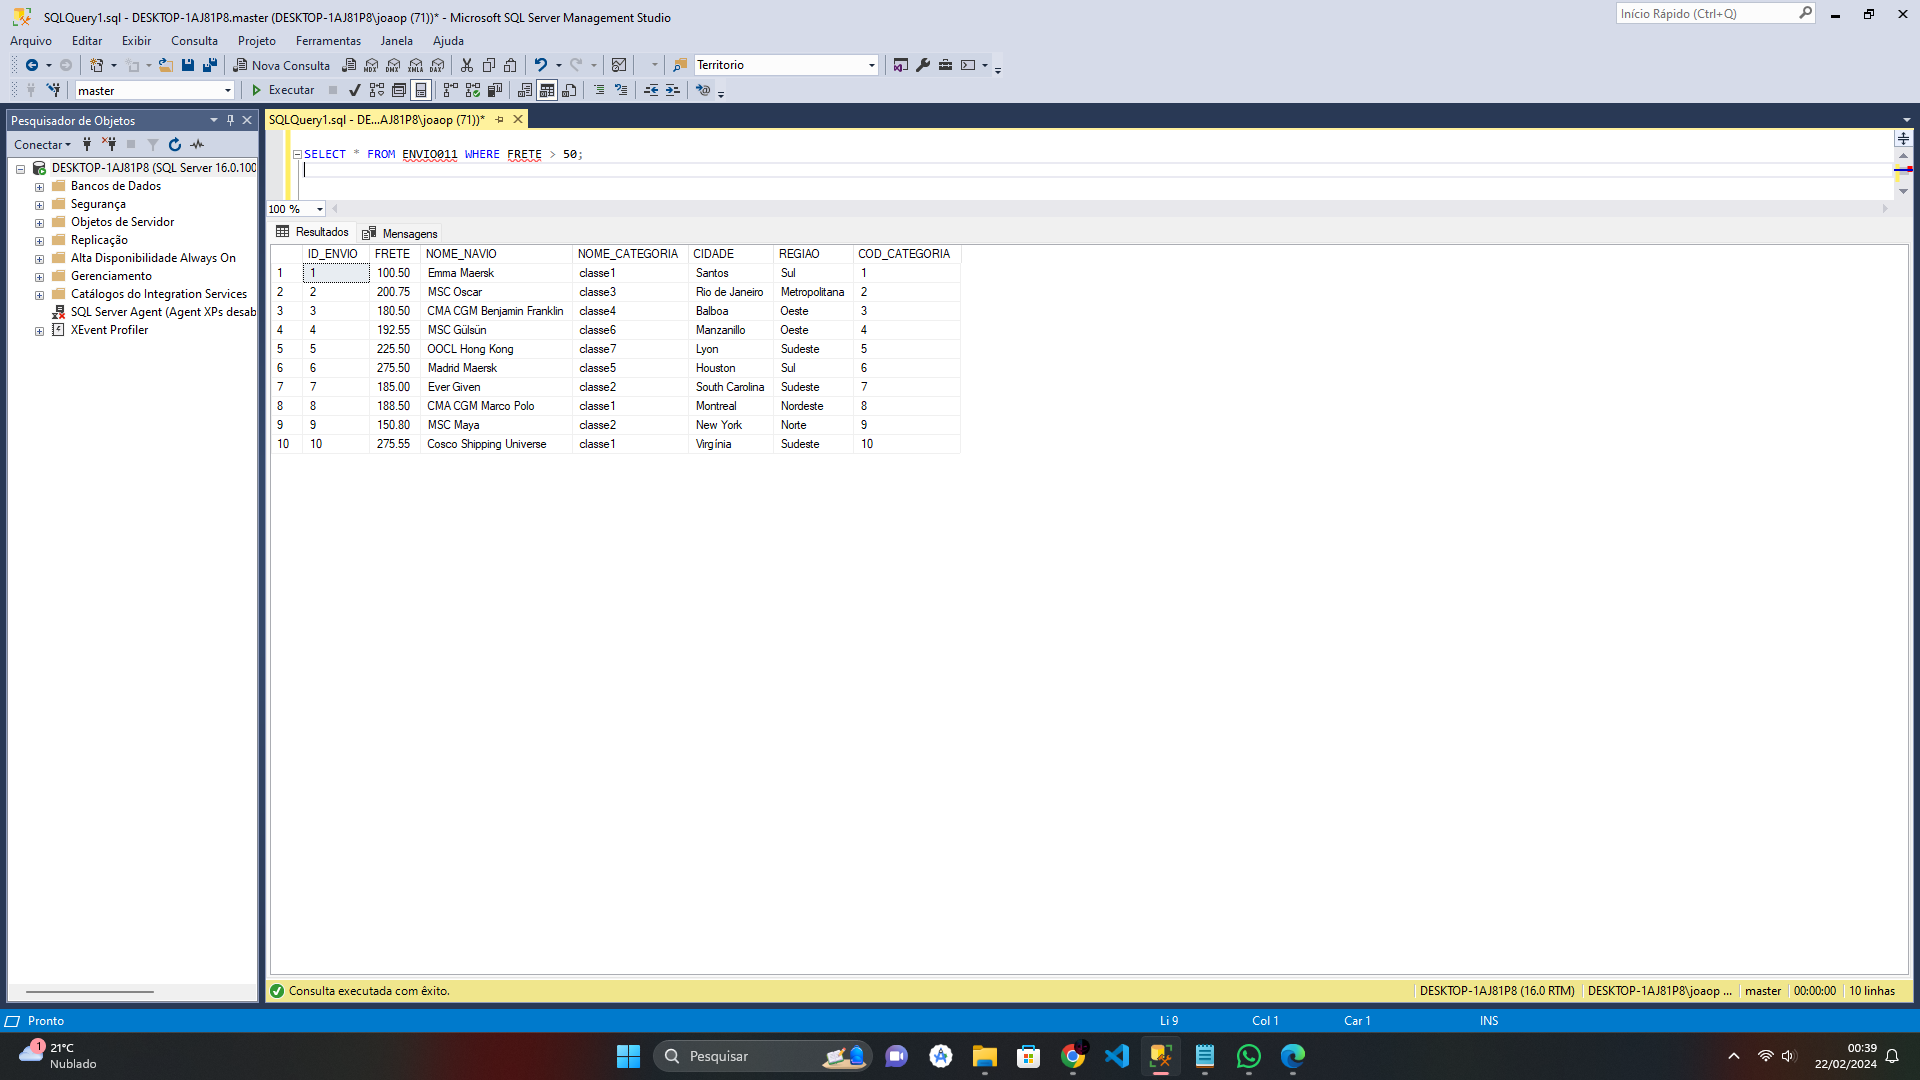 SQLQuery1.sql - DESKTOP-1AJ81P8.master (DESKTOP-1AJ81P8\joaop (71))* - Microsoft SQL Server Management Studio
Início Rápido (Ctrl+Q)
Arquivo Editar Exibir Consulta Projeto Ferramentas Janela Ajuda
Nova Consulta MDX DMX XMLA DAX Territorio
master Executar
Pesquisador de Objetos
SQLQuery1.sql - DE...AJ81P8\joaop (71))*
Conectar
DESKTOP-1AJ81P8 (SQL Server 16.0.100
Bancos de Dados
Segurança
Objetos de Servidor
Replicação
Alta Disponibilidade Always On
Gerenciamento
Catálogos do Integration Services
SQL Server Agent (Agent XPs desab
XEvent Profiler
SELECT * FROM ENVIO011 WHERE FRETE > 50;
100 %
Resultados Mensagens
ID_ENVIO FRETE NOME_NAVIO NOME_CATEGORIA CIDADE REGIAO COD_CATEGORIA
1 1 100.50 Emma Maersk classe1 Santos Sul 1
2 2 200.75 MSC Oscar classe3 Rio de Janeiro Metropolitana 2
3 3 180.50 CMA CGM Benjamin Franklin classe4 Balboa Oeste 3
4 4 192.55 MSC Gülsün classe6 Manzanillo Oeste 4
5 5 225.50 OOCL Hong Kong classe7 Lyon Sudeste 5
6 6 275.50 Madrid Maersk classe5 Houston Sul 6
7 7 185.00 Ever Given classe2 South Carolina Sudeste 7
8 8 188.50 CMA CGM Marco Polo classe1 Montreal Nordeste 8
9 9 150.80 MSC Maya classe2 New York Norte 9
10 10 275.55 Cosco Shipping Universe classe1 Virgínia Sudeste 10
Consulta executada com êxito.
DESKTOP-1AJ81P8 (16.0 RTM) DESKTOP-1AJ81P8\joaop ... master 00:00:00 10 linhas
Pronto
Li 9 Col 1 Car 1 INS
1
21°C
Nublado
Pesquisar
00:39
22/02/2024